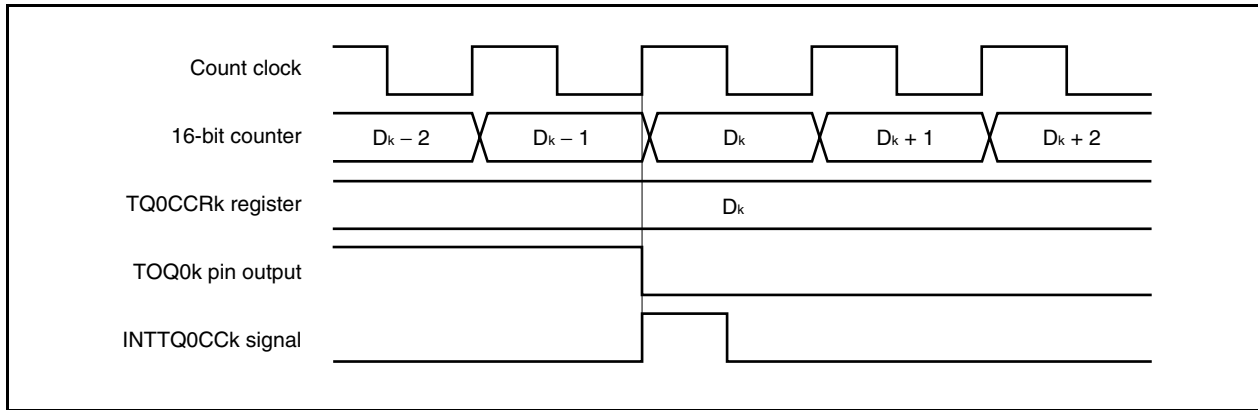 Count clock
16-bit counter
Dk − 2 Dk − 1 Dk Dk + 1 Dk + 2
TQ0CCRk register
Dk
TOQ0k pin output
INTTQ0CCk signal